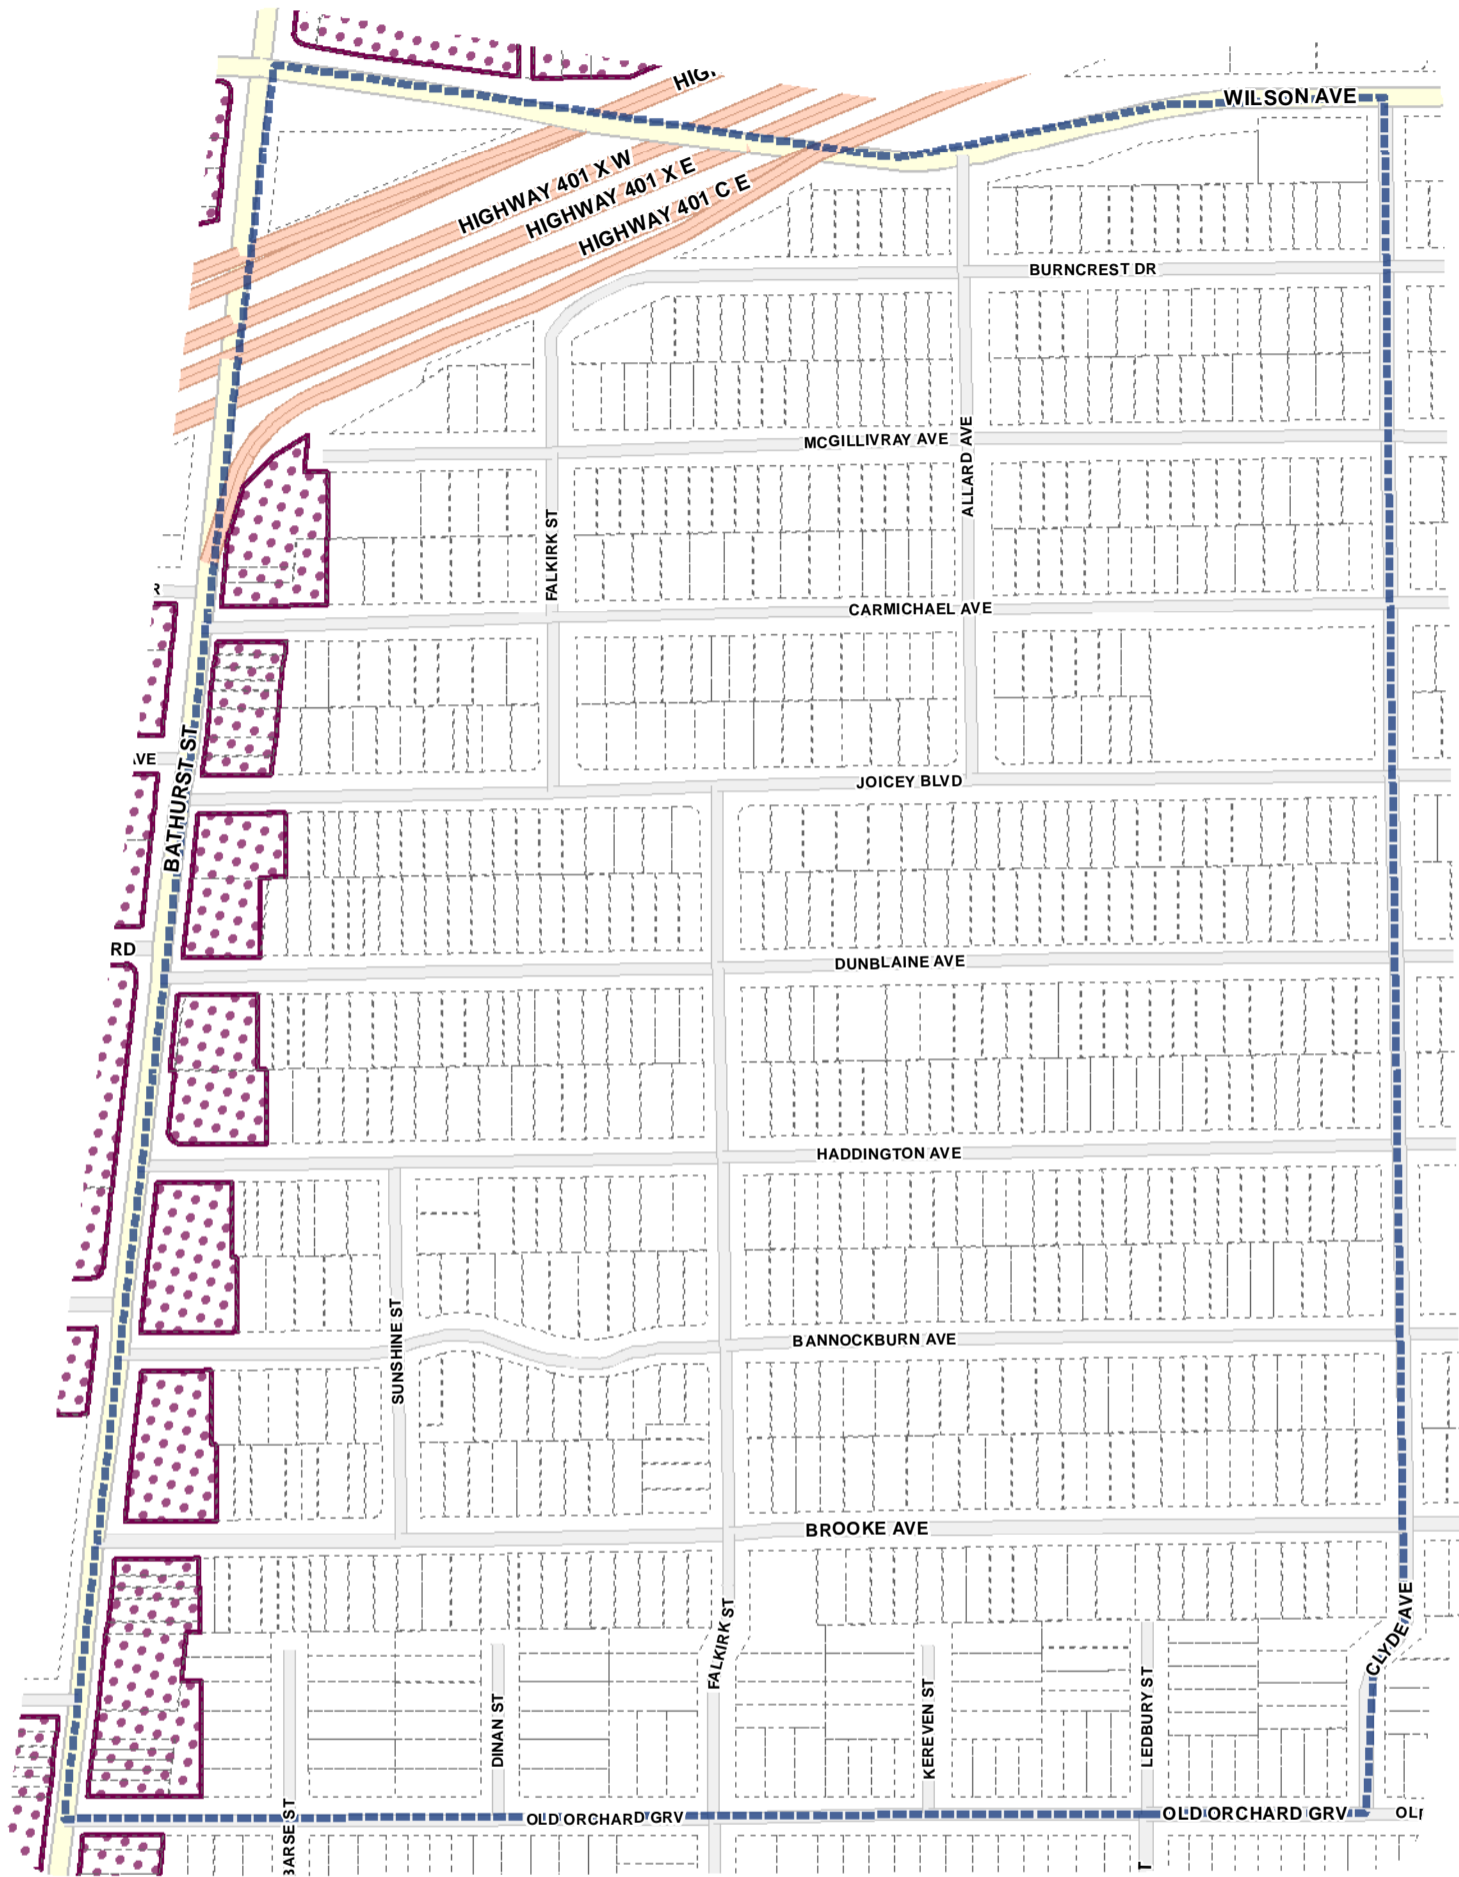 WILSON AVE
HIGHWAY 401 X W
HIGHWAY 401 X E
HIGHWAY 401 C E
BURNCREST DR
MCGILLIVRAY AVE
ALLARD AVE
FALKIRK ST
CARMICHAEL AVE
BATHURST ST
JOICEY BLVD
RD
DUNBLAINE AVE
HADDINGTON AVE
SUNSHINE ST
BANNOCKBURN AVE
BROOKE AVE
FALKIRK ST
CLYDE AVE
DINAN ST
KEREVEN ST
LEDBURY ST
OLD ORCHARD GRV
OLD ORCHARD GRV